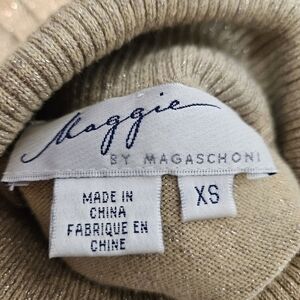 Maggie
BY MAGASCHONI
MADE IN
CHINA
FABRIQUE EN
CHINE
XS